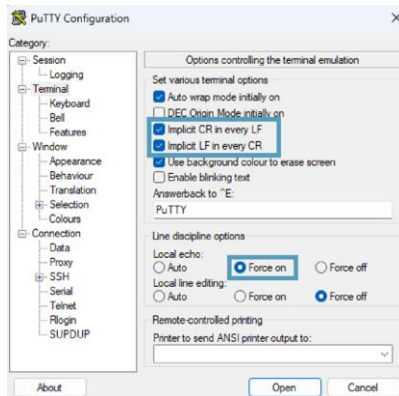 PuTTY Configuration
Category:
Session
Logging
Terminal
Keyboard
Bell
Features
Window
Appearance
Behaviour
Translation
Selection
Colours
Connection
Data
Proxy
SSH
Serial
Telnet
Rlogin
SUPDUP
Options controlling the terminal emulation
Set various terminal options
Auto wrap mode initially on
DEC Origin Mode initially on
Implicit CR in every LF
Implicit LF in every CR
Use background colour to erase screen
Enable blinking text
Answerback to ^E:
PuTTY
Line discipline options
Local echo:
Auto Force on Force off
Local line editing:
Auto Force on Force off
Remote-controlled printing
Printer to send ANSI printer output to:
About Open Cancel